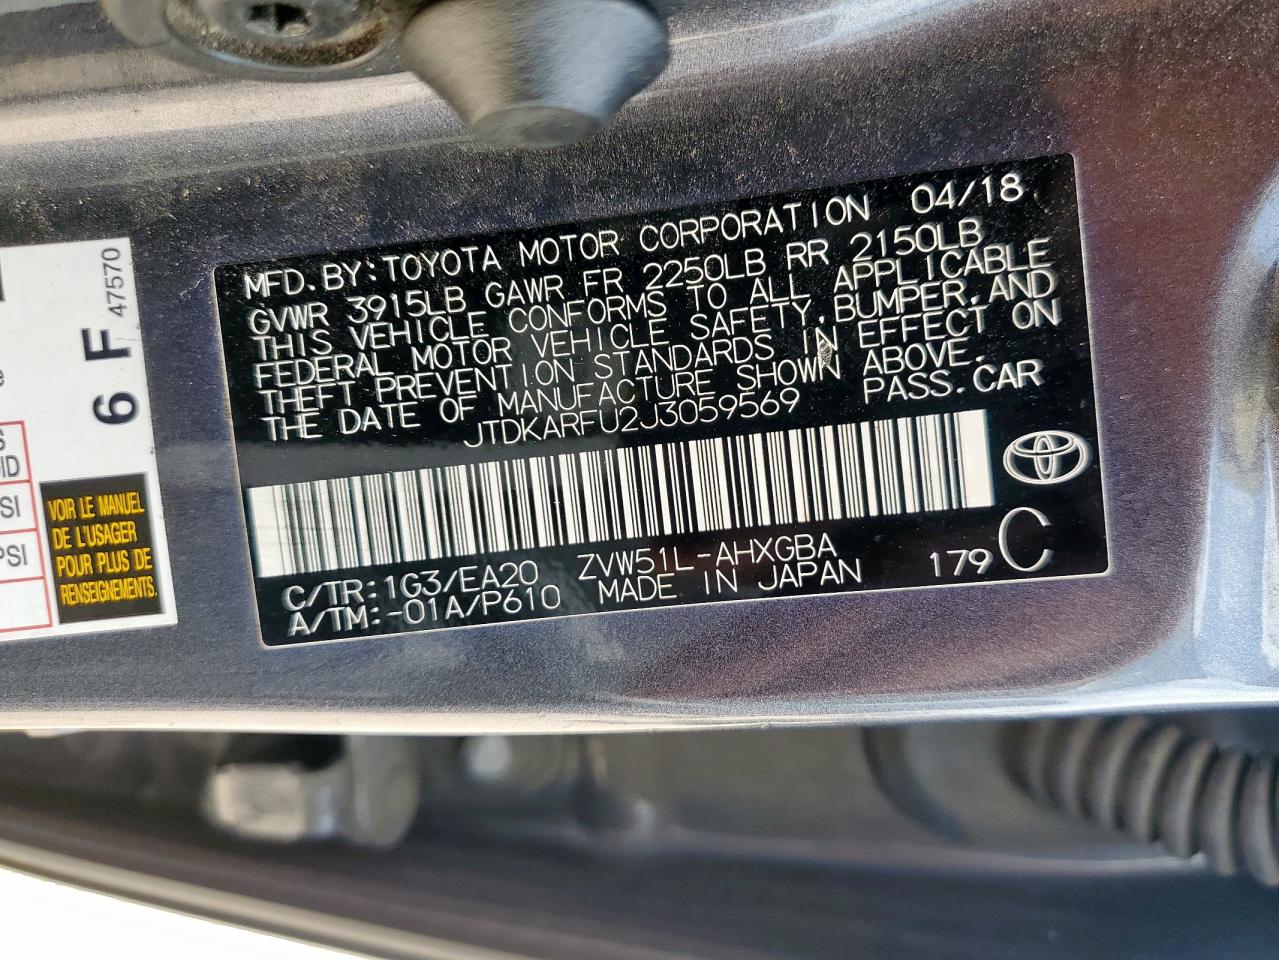 MFD.BY:TOYOTA MOTOR CORPORATION 04/18
GVWR 3915LB GAWR FR 2250LB RR 2150LB
THIS VEHICLE CONFORMS TO ALL APPLICABLE
FEDERAL MOTOR VEHICLE SAFETY,BUMPER,AND
THEFT PREVENTION STANDARDS IN EFFECT ON
THE DATE OF MANUFACTURE SHOWN ABOVE.
JTDKARFU2J3059569 PASS.CAR
C/TR:1G3/EA20 ZVW51L-AHXGBA
A/TM:-01A/P610 MADE IN JAPAN 179 C
6 F
47570
PSI
VOIR LE MANUEL
DE L'USAGER
POUR PLUS DE
RENSEIGNEMENTS.